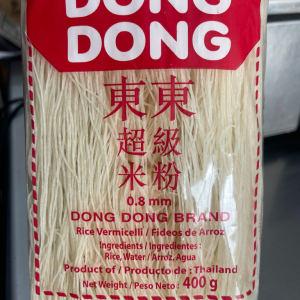 DONG
DONG
東東
超級
米粉
0.8 mm
DONG DONG BRAND
Rice Vermicelli / Fideos de Arroz
Ingredients / Ingredientes :
Rice, Water / Arroz, Agua
Product of / Producto de : Thailand
Net Weight / Peso Neto : 400 g